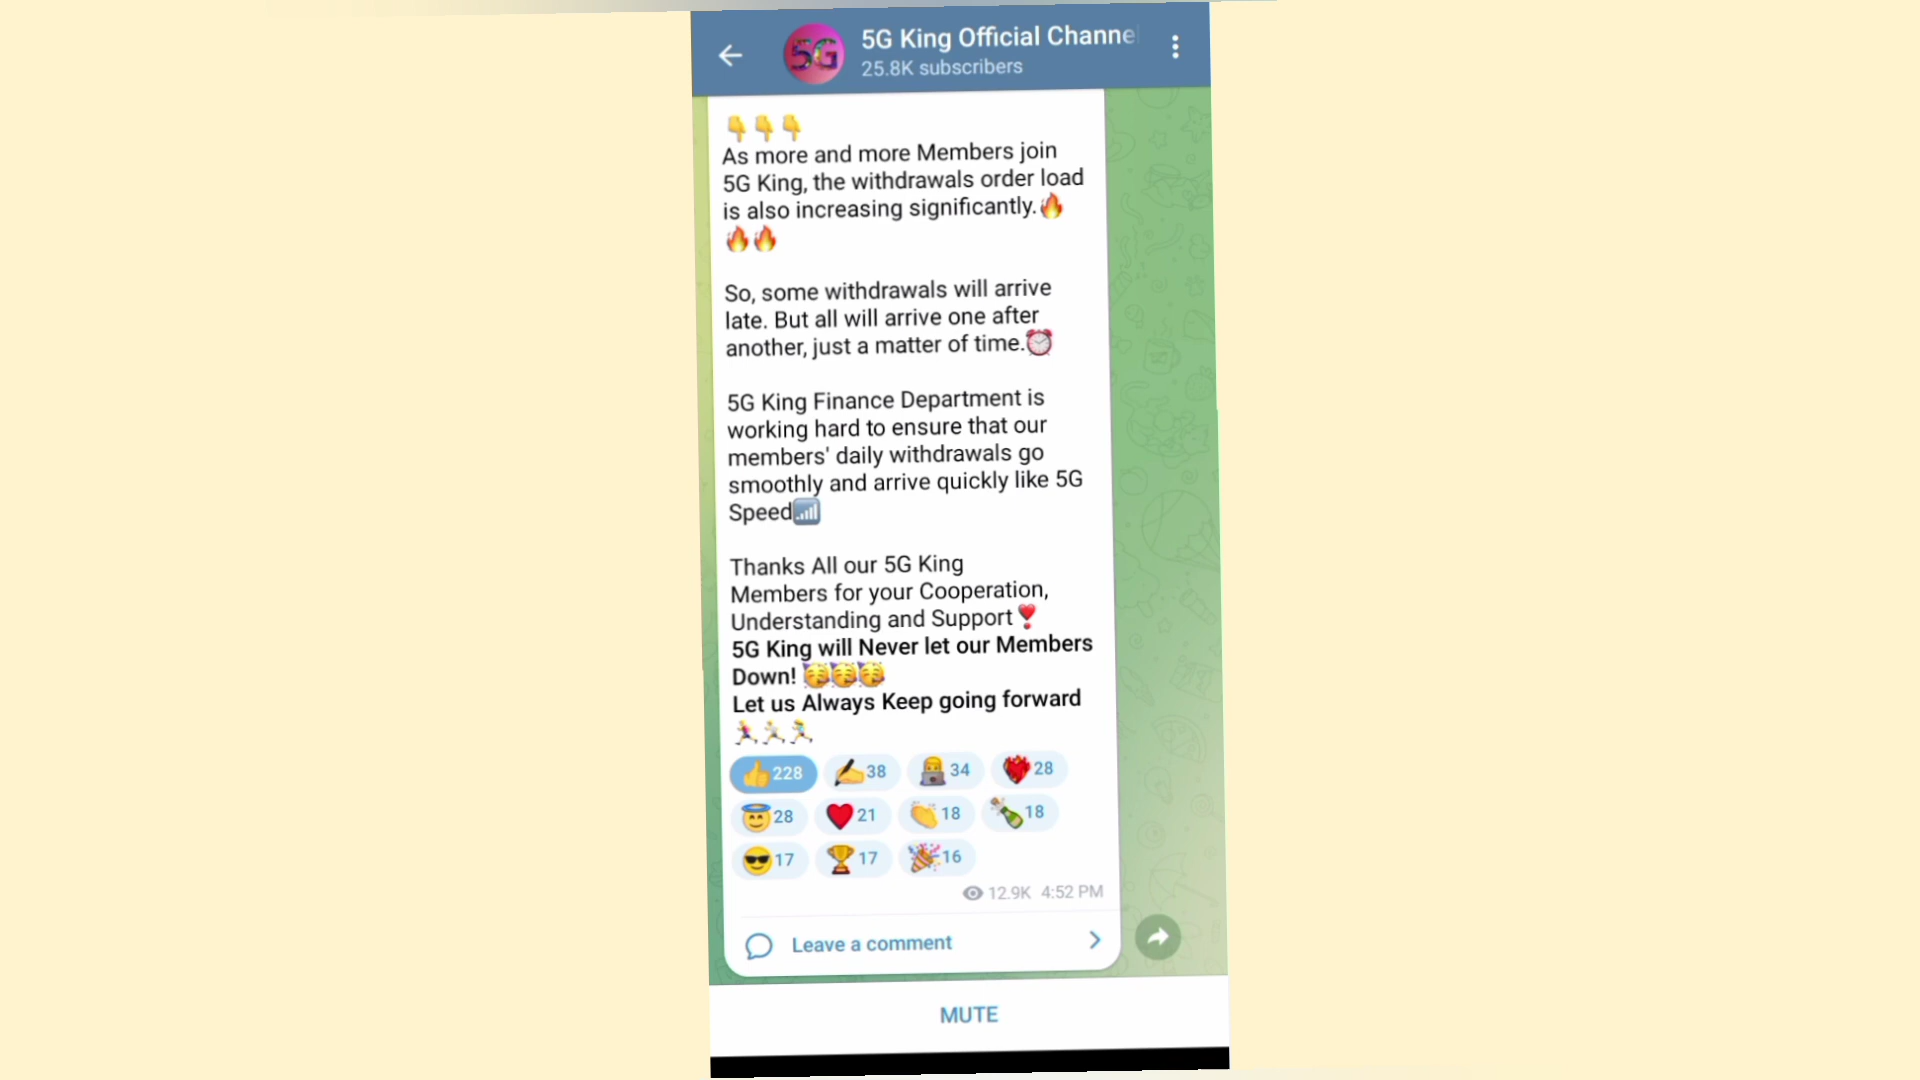 5G
5G King Official Channe
25.8K subscribers
👇👇👇
As more and more Members join
5G King, the withdrawals order load
is also increasing significantly.🔥
🔥🔥
So, some withdrawals will arrive
late. But all will arrive one after
another, just a matter of time.⏰
5G King Finance Department is
working hard to ensure that our
members' daily withdrawals go
smoothly and arrive quickly like 5G
Speed📶
Thanks All our 5G King
Members for your Cooperation,
Understanding and Support❣️
5G King will Never let our Members
Down! 🥳🥳🥳
Let us Always Keep going forward
🏃‍♀️🏃🏃‍♂️
👍228 ✍️38 👨‍💻34 ❤️‍🔥28
😇28 ❤️21 👏18 🍾18
😎17 🏆17 🎉16
12.9K 4:52 PM
Leave a comment
MUTE